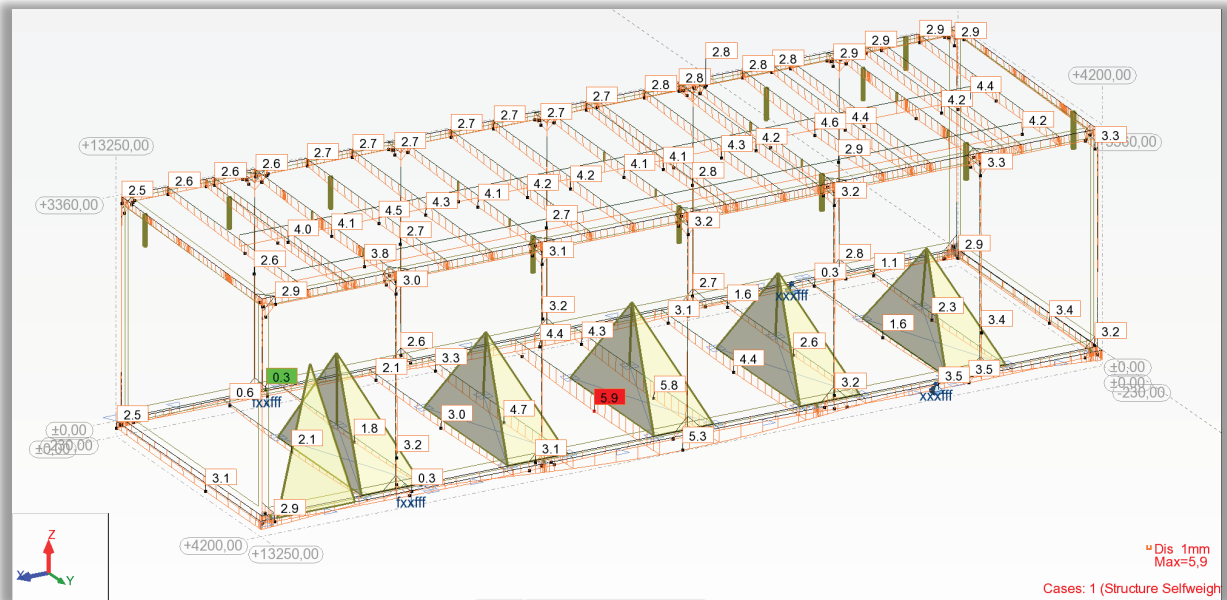 2.9 2.9
2.8 2.9 2.9
2.8 2.8 2.8 2.8
+4200,00
2.7 2.7 2.7 2.7 4.4
4.2
2.7 2.7 2.7 4.6 4.4 4.2 3.3
+13250,00
2.6 2.6 2.6 4.3 4.2 2.9 3.3
2.5 4.2 4.2 4.1 4.1 2.8 3.2
+3360,00
4.0 4.1 4.5 4.3 4.1 2.7 3.2
2.6 3.8 2.7 3.1
2.9 3.0 2.7 2.8 0.3 1.1 2.9
xxxfff
3.2 3.1 1.6 1.6 2.3 3.4 3.4 3.2
2.6 4.4 4.3 2.6
0.6 0.3 2.1 3.3 4.4 3.5 3.5
±0,00
±0,00
-230,00
fxxfff
5.9 5.8 3.2
xxxfff
2.5 2.1 1.8 3.0 4.7 5.3
±0,00
3.2 3.1
3.1 0.3
fxxfff
2.9
+4200,00
+13250,00
Z
X
Y
Dis 1mm
Max=5,9
Cases: 1 (Structure Selfweigh